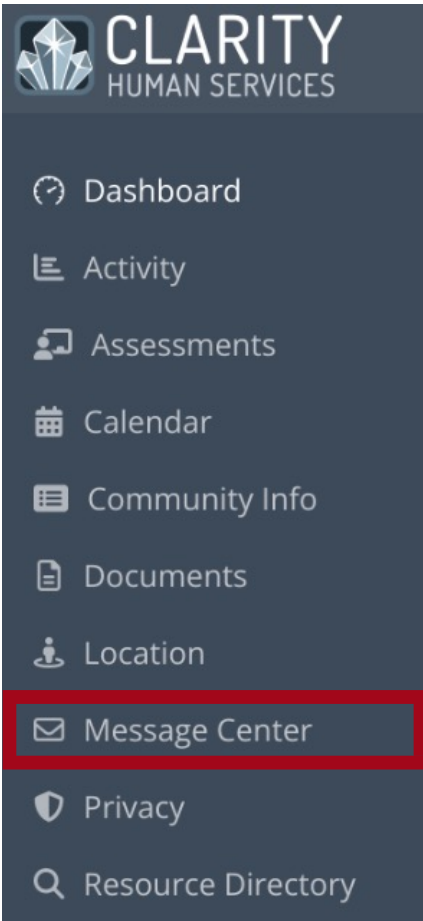 CLARITY
HUMAN SERVICES
Dashboard
Activity
Assessments
Calendar
Community Info
Documents
Location
Message Center
Privacy
Resource Directory